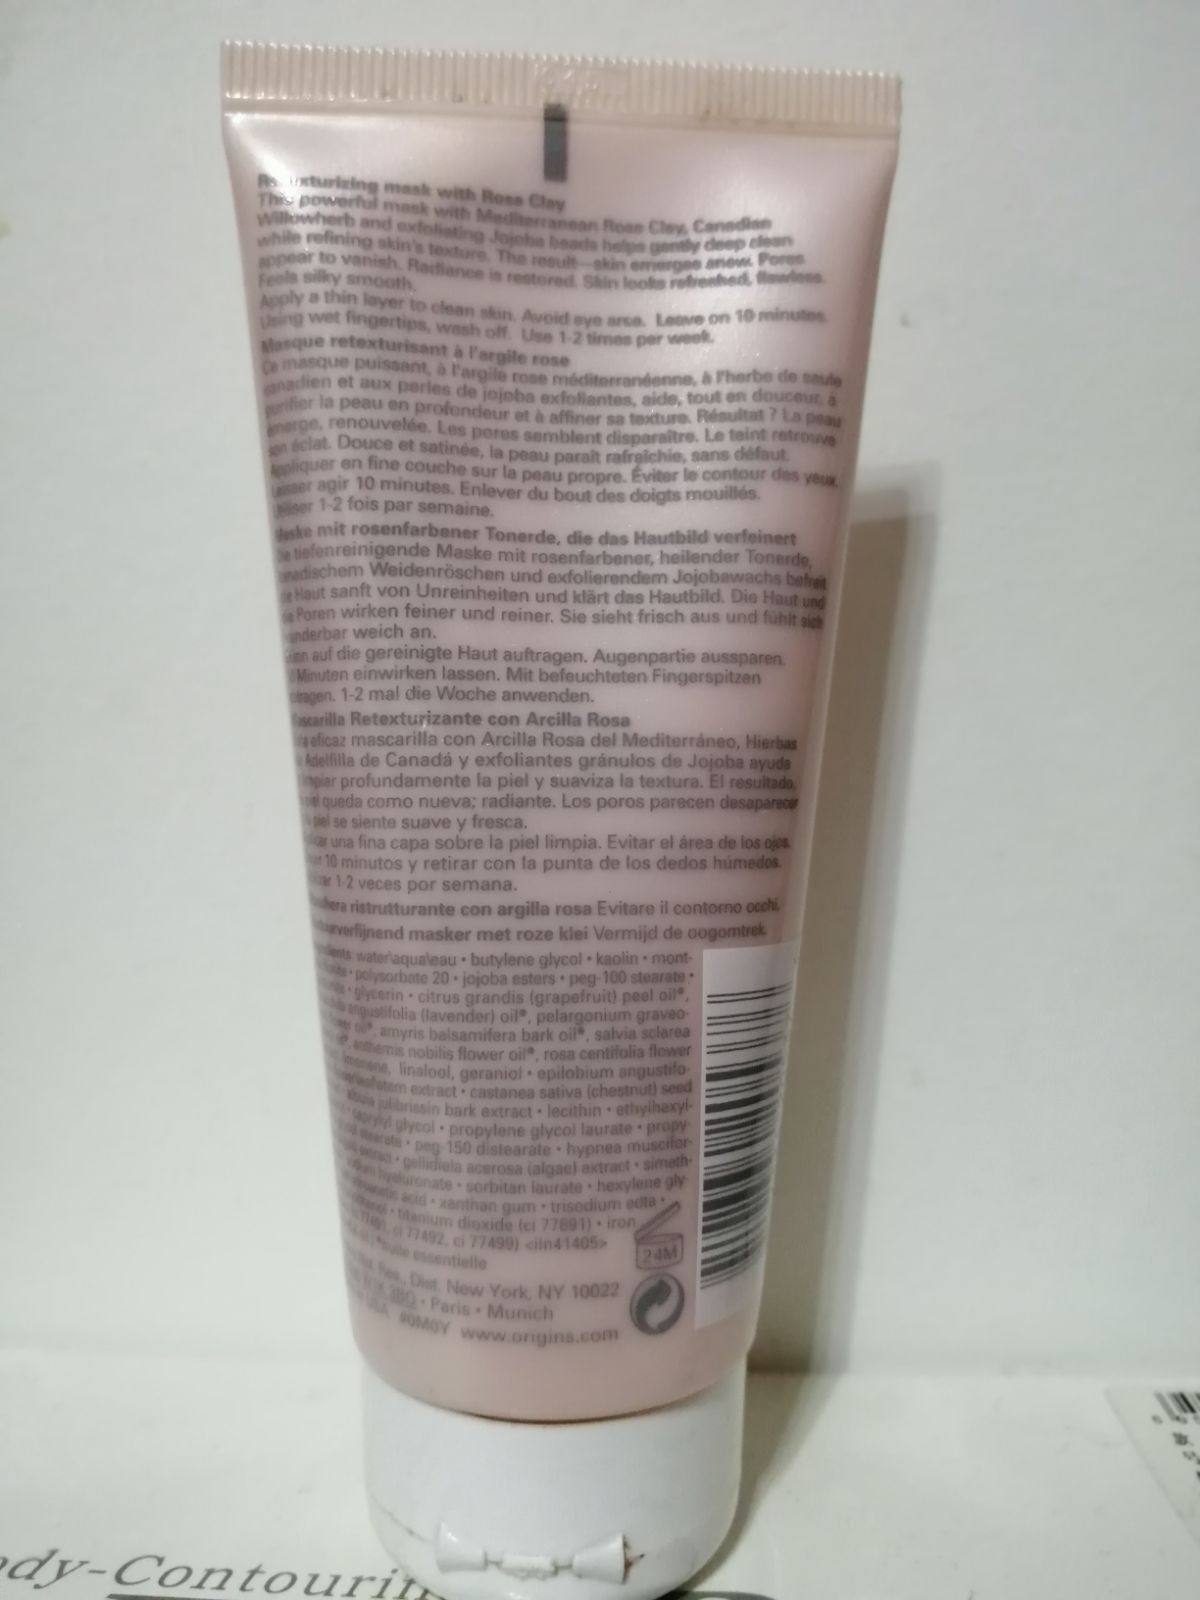 Retexturizing mask with Rose Clay
This powerful mask with Mediterranean Rose Clay, Canadian
Willowherb and exfoliating Jojoba beads helps gently deep clean
while refining skin's texture. The result—skin emerges anew. Pores
appear to vanish. Radiance is restored. Skin looks refreshed, flawless.
Feels silky smooth.
Apply a thin layer to clean skin. Avoid eye area. Leave on 10 minutes.
Using wet fingertips, wash off. Use 1-2 times per week.
Masque retexturisant à l'argile rose
Ce masque puissant, à l'argile rose méditerranéenne, à l'herbe de saule
canadien et aux perles de jojoba exfoliantes, aide, tout en douceur, à
purifier la peau en profondeur et à affiner sa texture. Résultat ? La peau
émerge, renouvelée. Les pores semblent disparaître. Le teint retrouve
son éclat. Douce et satinée, la peau paraît rafraîchie, sans défaut.
Appliquer en fine couche sur la peau propre. Éviter le contour des yeux.
Laisser agir 10 minutes. Enlever du bout des doigts mouillés.
Utiliser 1-2 fois par semaine.
Maske mit rosenfarbener Tonerde, die das Hautbild verfeinert
Die tiefenreinigende Maske mit rosenfarbener, heilender Tonerde,
kanadischem Weidenröschen und exfolierendem Jojobawachs befreit
die Haut sanft von Unreinheiten und klärt das Hautbild. Die Haut und
die Poren wirken feiner und reiner. Sie sieht frisch aus und fühlt sich
wunderbar weich an.
auf die gereinigte Haut auftragen. Augenpartie aussparen.
Minuten einwirken lassen. Mit befeuchteten Fingerspitzen
1-2 mal die Woche anwenden.
Mascarilla Retexturizante con Arcilla Rosa
eficaz mascarilla con Arcilla Rosa del Mediterráneo, Hierbas
Adelfilla de Canadá y exfoliantes gránulos de Jojoba ayuda
limpiar profundamente la piel y suaviza la textura. El resultado,
piel queda como nueva; radiante. Los poros parecen desaparecer
piel se siente suave y fresca.
una fina capa sobre la piel limpia. Evitar el área de los ojos.
10 minutos y retirar con la punta de los dedos húmedos.
1-2 veces por semana.
ristrutturante con argilla rosa Evitare il contorno occhi.
masker met roze klei Vermijd de oogomtrek.
water\aqua\eau • butylene glycol • kaolin • mont-
• polysorbate 20 • jojoba esters • peg-100 stearate •
• glycerin • citrus grandis (grapefruit) peel oil*,
angustifolia (lavender) oil*, pelargonium graveo-
flower oil*, amyris balsamifera bark oil*, salvia sclarea
anthemis nobilis flower oil*, rosa centifolia flower
limonene, linalool, geraniol • epilobium angustifo-
extract • castanea sativa (chestnut) seed
julibrissin bark extract • lecithin • ethylhexyl-
caprylyl glycol • propylene glycol laurate • propy-
stearate • peg-150 distearate • hypnea muscifor-
extract • gelidiela acerosa (algae) extract • simeth-
hyaluronate • sorbitan laurate • hexylene gly-
acid • xanthan gum • trisodium edta •
• titanium dioxide (ci 77891) • iron
ci 77492, ci 77499) <iln41405>
*huile essentielle
24M
Dist. New York, NY 10022
3BQ • Paris • Munich
USA #0M0Y www.origins.com
ody-Contourin